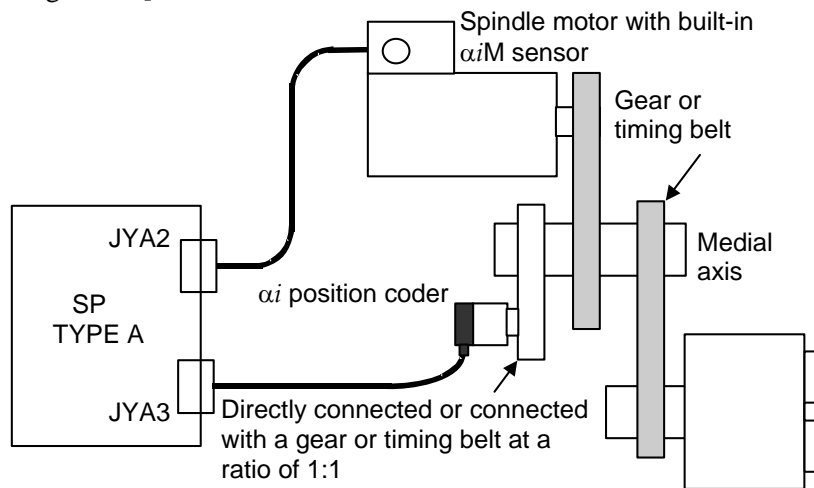 Spindle motor with built-in
αiM sensor
Gear or
timing belt
JYA2
Medial
axis
αi position coder
SP
TYPE A
JYA3
Directly connected or connected
with a gear or timing belt at a
ratio of 1:1